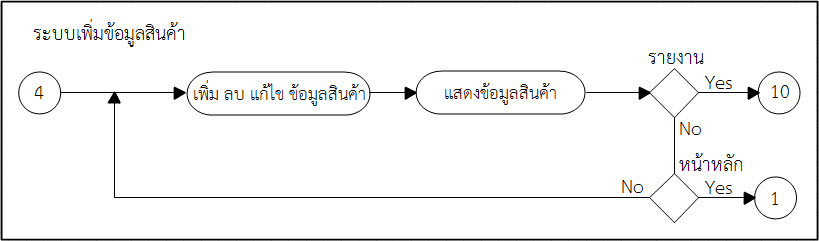 ระบบเพิ่มข้อมูลสินค้า
รายงาน
4
เพิ่ม ลบ แก้ไข ข้อมูลสินค้า
แสดงข้อมูลสินค้า
Yes
10
No
หน้าหลัก
No
Yes
1